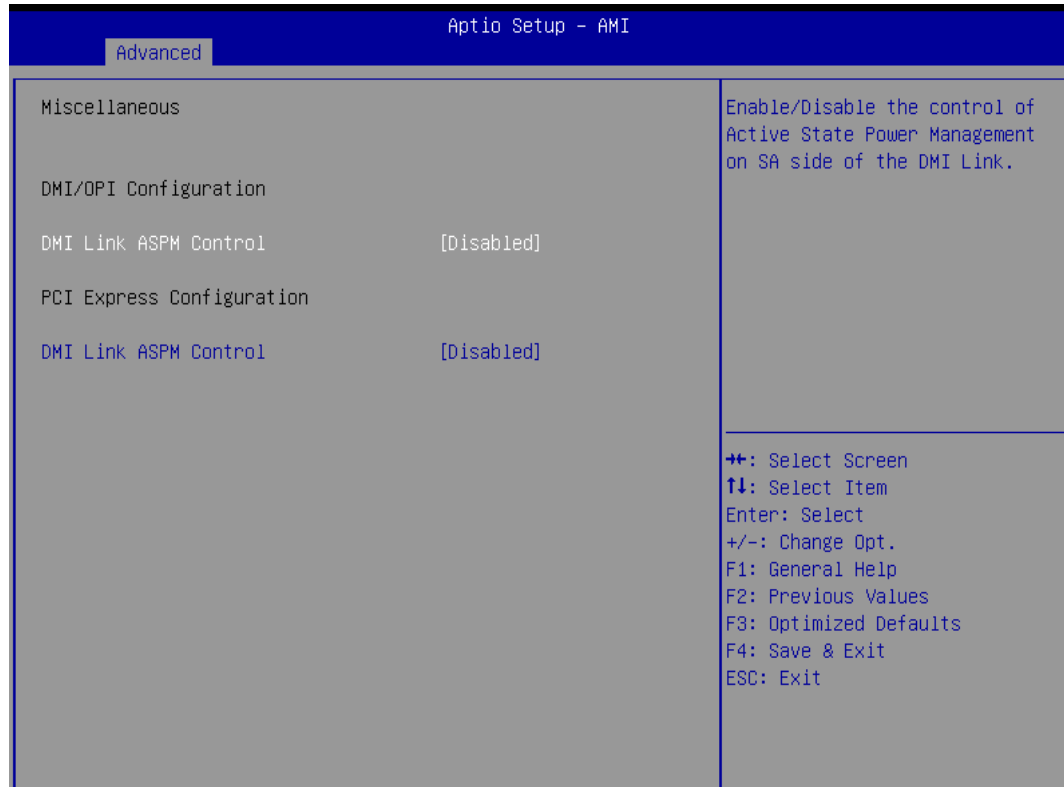 Aptio Setup – AMI
Advanced
Miscellaneous
DMI/OPI Configuration
DMI Link ASPM Control [Disabled]
PCI Express Configuration
DMI Link ASPM Control [Disabled]
Enable/Disable the control of
Active State Power Management
on SA side of the DMI Link.
→←: Select Screen
↑↓: Select Item
Enter: Select
+/-: Change Opt.
F1: General Help
F2: Previous Values
F3: Optimized Defaults
F4: Save & Exit
ESC: Exit